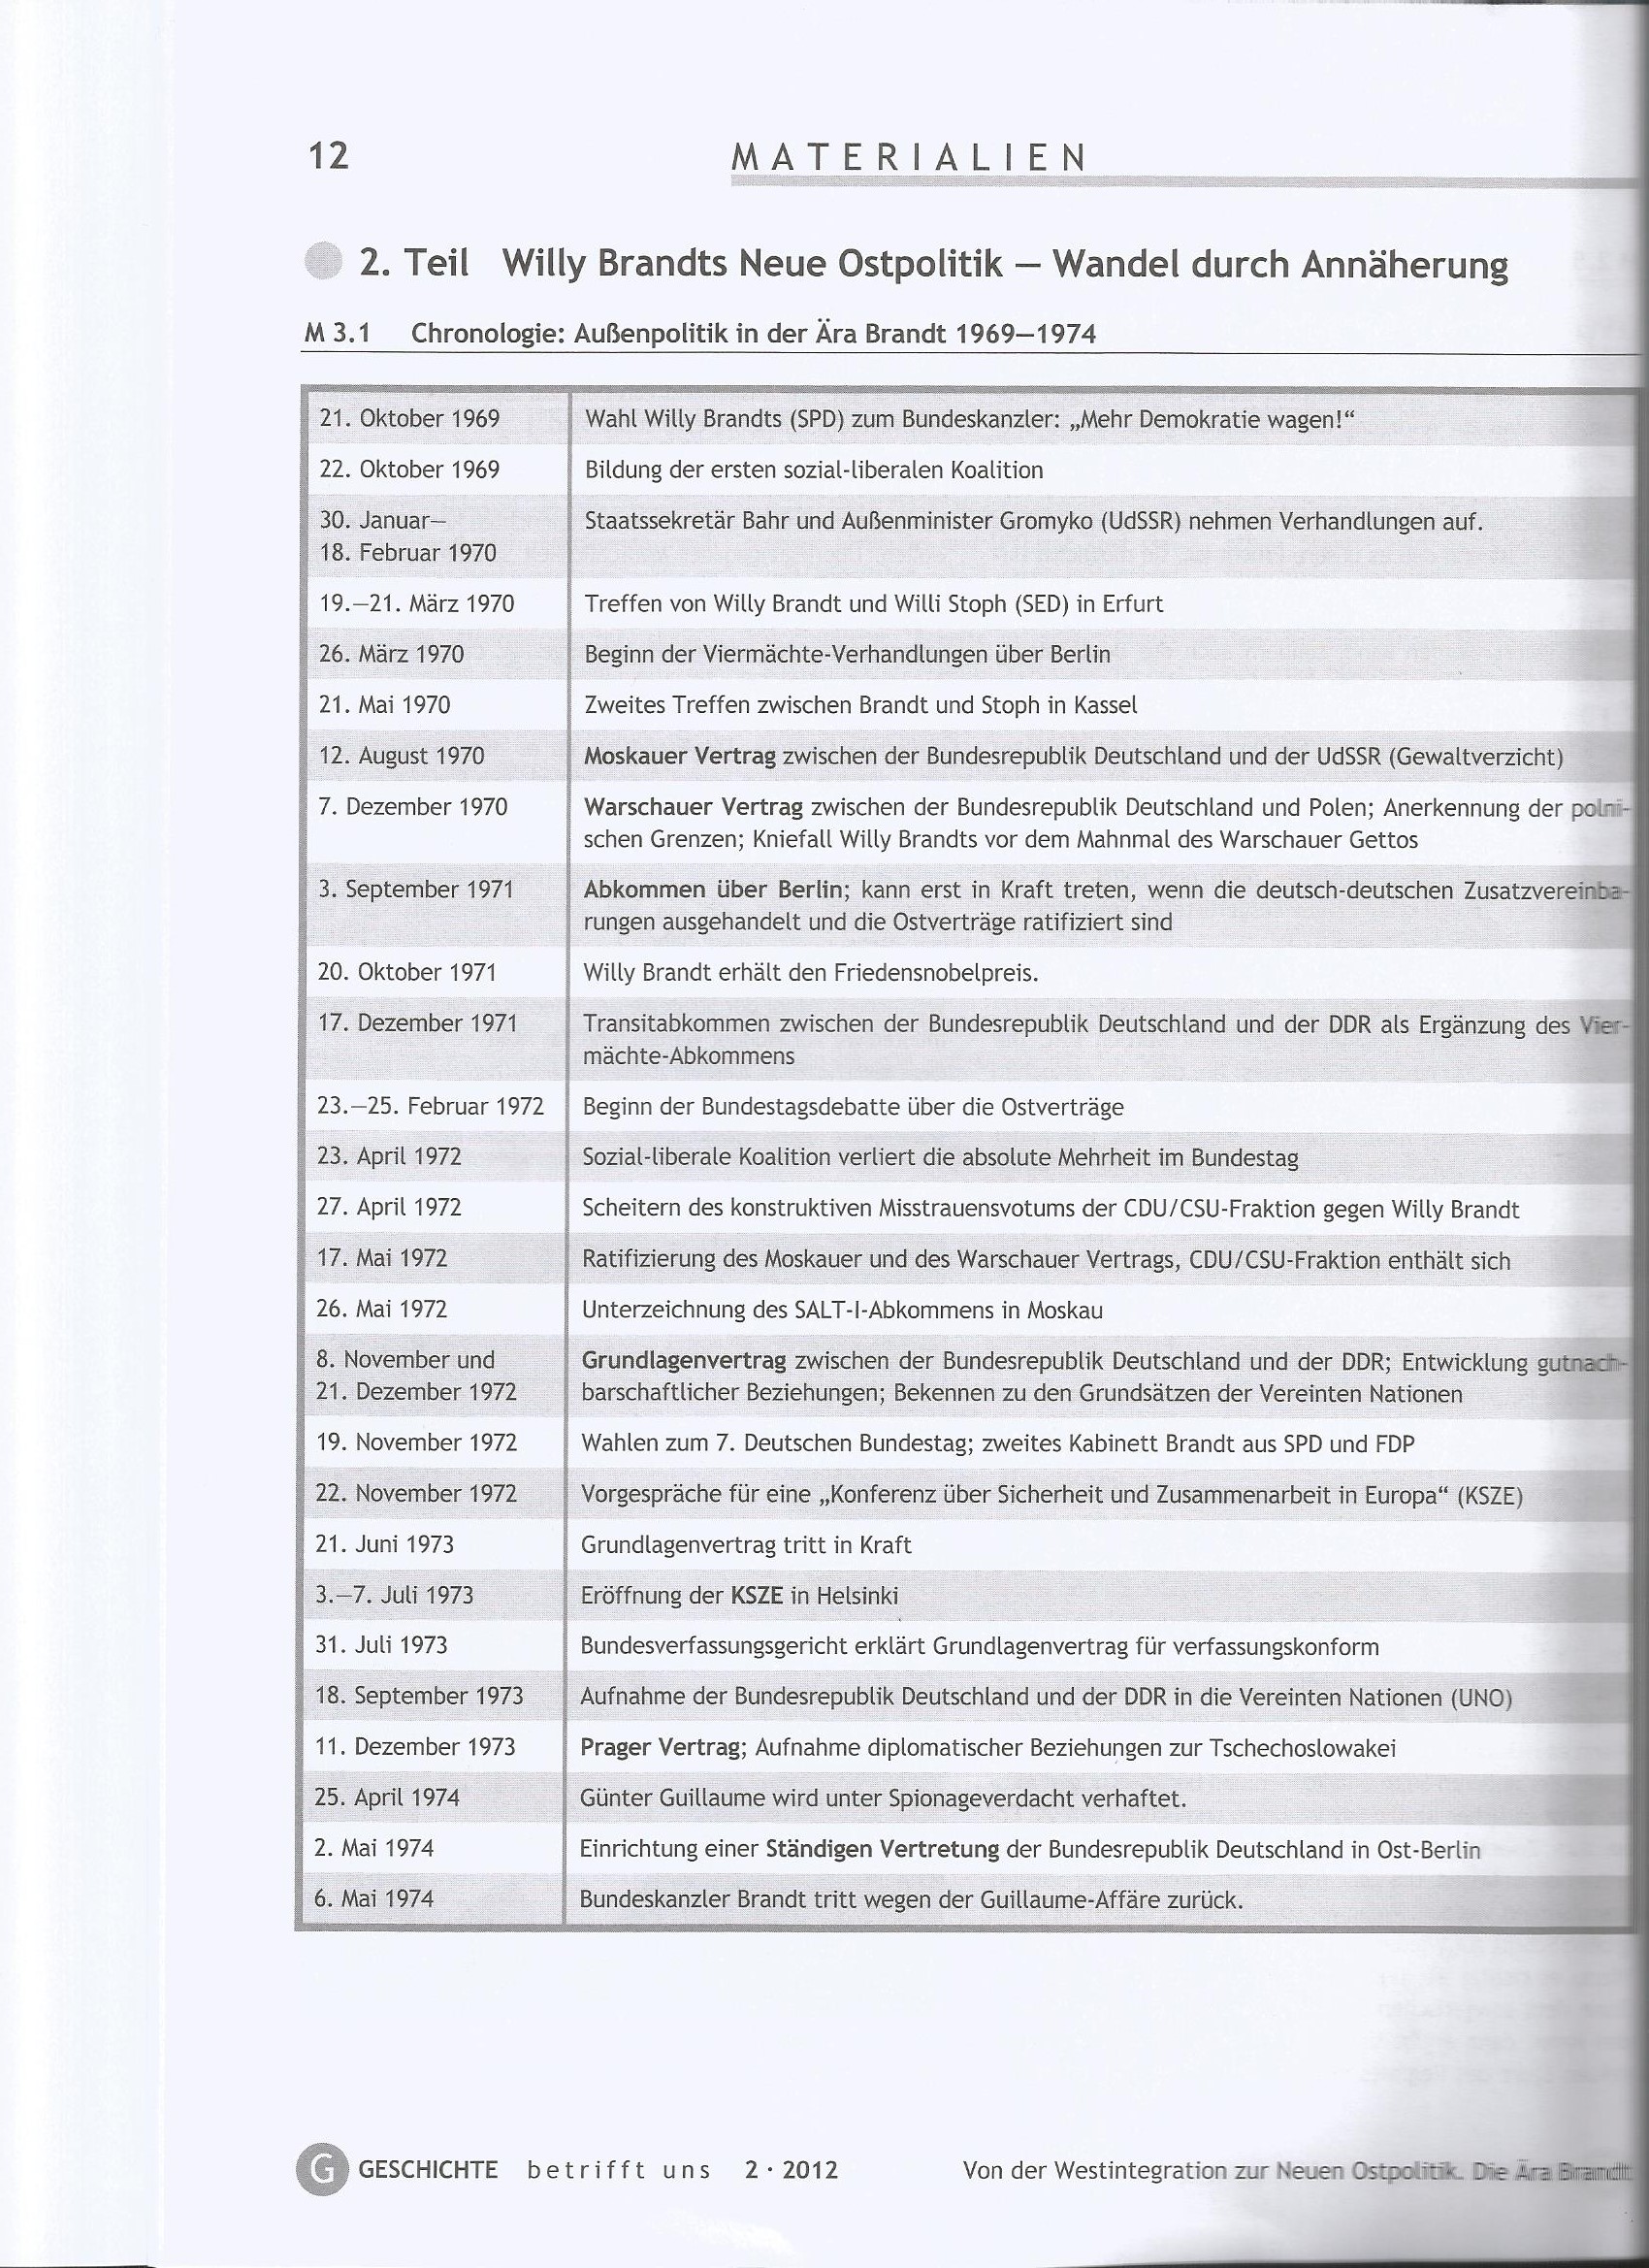 12
MATERIALIEN
2. Teil Willy Brandts Neue Ostpolitik — Wandel durch Annäherung
M 3.1 Chronologie: Außenpolitik in der Ära Brandt 1969—1974
21. Oktober 1969 Wahl Willy Brandts (SPD) zum Bundeskanzler: „Mehr Demokratie wagen!“
22. Oktober 1969 Bildung der ersten sozial-liberalen Koalition
30. Januar— Staatssekretär Bahr und Außenminister Gromyko (UdSSR) nehmen Verhandlungen auf.
18. Februar 1970
19.—21. März 1970 Treffen von Willy Brandt und Willi Stoph (SED) in Erfurt
26. März 1970 Beginn der Viermächte-Verhandlungen über Berlin
21. Mai 1970 Zweites Treffen zwischen Brandt und Stoph in Kassel
12. August 1970 Moskauer Vertrag zwischen der Bundesrepublik Deutschland und der UdSSR (Gewaltverzicht)
7. Dezember 1970 Warschauer Vertrag zwischen der Bundesrepublik Deutschland und Polen; Anerkennung der polni-
schen Grenzen; Kniefall Willy Brandts vor dem Mahnmal des Warschauer Gettos
3. September 1971 Abkommen über Berlin; kann erst in Kraft treten, wenn die deutsch-deutschen Zusatzvereinba-
rungen ausgehandelt und die Ostverträge ratifiziert sind
20. Oktober 1971 Willy Brandt erhält den Friedensnobelpreis.
17. Dezember 1971 Transitabkommen zwischen der Bundesrepublik Deutschland und der DDR als Ergänzung des Vier-
mächte-Abkommens
23.—25. Februar 1972 Beginn der Bundestagsdebatte über die Ostverträge
23. April 1972 Sozial-liberale Koalition verliert die absolute Mehrheit im Bundestag
27. April 1972 Scheitern des konstruktiven Misstrauensvotums der CDU/CSU-Fraktion gegen Willy Brandt
17. Mai 1972 Ratifizierung des Moskauer und des Warschauer Vertrags, CDU/CSU-Fraktion enthält sich
26. Mai 1972 Unterzeichnung des SALT-I-Abkommens in Moskau
8. November und Grundlagenvertrag zwischen der Bundesrepublik Deutschland und der DDR; Entwicklung gutnach-
21. Dezember 1972 barschaftlicher Beziehungen; Bekennen zu den Grundsätzen der Vereinten Nationen
19. November 1972 Wahlen zum 7. Deutschen Bundestag; zweites Kabinett Brandt aus SPD und FDP
22. November 1972 Vorgespräche für eine „Konferenz über Sicherheit und Zusammenarbeit in Europa“ (KSZE)
21. Juni 1973 Grundlagenvertrag tritt in Kraft
3.—7. Juli 1973 Eröffnung der KSZE in Helsinki
31. Juli 1973 Bundesverfassungsgericht erklärt Grundlagenvertrag für verfassungskonform
18. September 1973 Aufnahme der Bundesrepublik Deutschland und der DDR in die Vereinten Nationen (UNO)
11. Dezember 1973 Prager Vertrag; Aufnahme diplomatischer Beziehungen zur Tschechoslowakei
25. April 1974 Günter Guillaume wird unter Spionageverdacht verhaftet.
2. Mai 1974 Einrichtung einer Ständigen Vertretung der Bundesrepublik Deutschland in Ost-Berlin
6. Mai 1974 Bundeskanzler Brandt tritt wegen der Guillaume-Affäre zurück.
G GESCHICHTE betrifft uns 2 · 2012 Von der Westintegration zur Neuen Ostpolitik. Die Ära Brandt